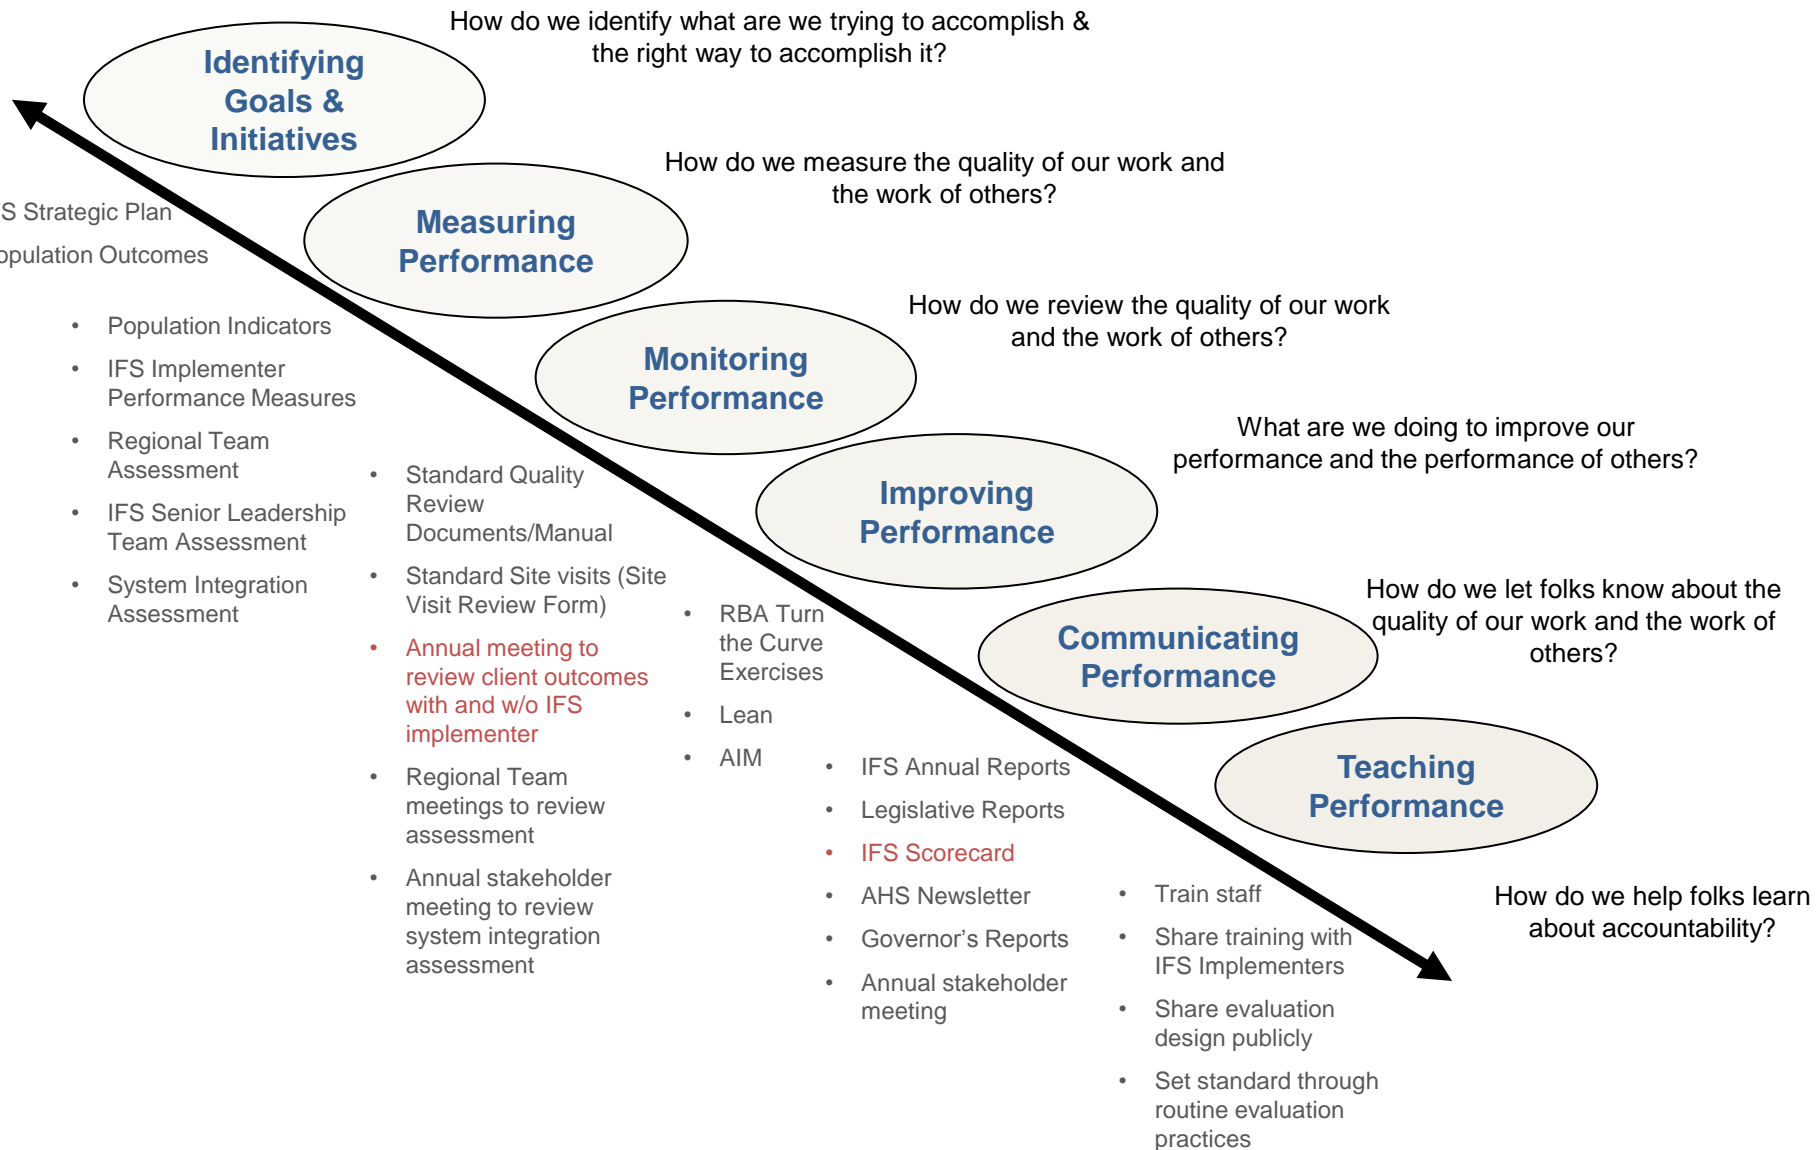 How do we identify what are we trying to accomplish &
the right way to accomplish it?
Identifying
Goals &
Initiatives
How do we measure the quality of our work and
the work of others?
Measuring
Performance
S Strategic Plan
opulation Outcomes
How do we review the quality of our work
and the work of others?
Monitoring
Performance
• Population Indicators
• IFS Implementer
Performance Measures
• Regional Team
Assessment
• IFS Senior Leadership
Team Assessment
• System Integration
Assessment
What are we doing to improve our
performance and the performance of others?
Improving
Performance
• Standard Quality
Review
Documents/Manual
• Standard Site visits (Site
Visit Review Form)
• Annual meeting to
review client outcomes
with and w/o IFS
implementer
• Regional Team
meetings to review
assessment
• Annual stakeholder
meeting to review
system integration
assessment
How do we let folks know about the
quality of our work and the work of
others?
Communicating
Performance
• RBA Turn
the Curve
Exercises
• Lean
• AIM
Teaching
Performance
• IFS Annual Reports
• Legislative Reports
• IFS Scorecard
• AHS Newsletter
• Governor’s Reports
• Annual stakeholder
meeting
How do we help folks learn
about accountability?
• Train staff
• Share training with
IFS Implementers
• Share evaluation
design publicly
• Set standard through
routine evaluation
practices